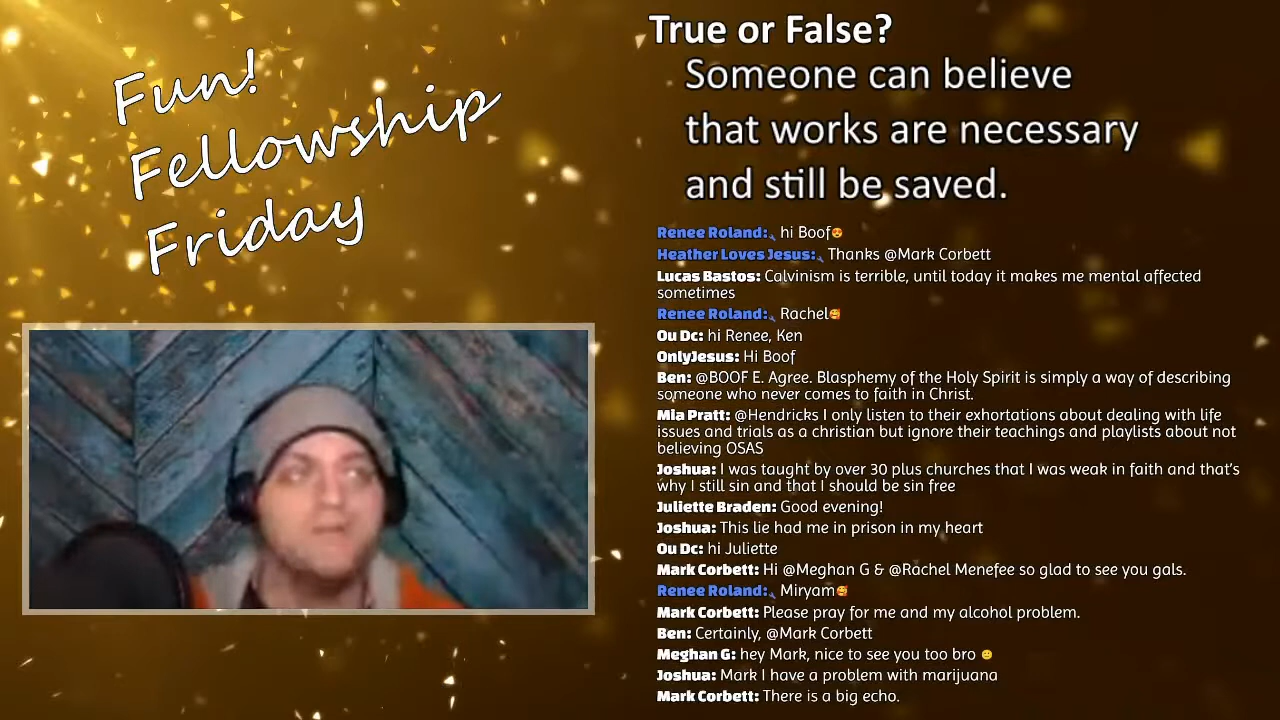 Fun!
Fellowship
Friday
True or False?
Someone can believe
that works are necessary
and still be saved.
Renee Roland: hi Boof😍
Heather Loves Jesus: Thanks @Mark Corbett
Lucas Bastos: Calvinism is terrible, until today it makes me mental affected
sometimes
Renee Roland: Rachel🥰
Ou Dc: hi Renee, Ken
OnlyJesus: Hi Boof
Ben: @BOOF E. Agree. Blasphemy of the Holy Spirit is simply a way of describing
someone who never comes to faith in Christ.
Mia Pratt: @Hendricks I only listen to their exhortations about dealing with life
issues and trials as a christian but ignore their teachings and playlists about not
believing OSAS
Joshua: I was taught by over 30 plus churches that I was weak in faith and that's
why I still sin and that I should be sin free
Juliette Braden: Good evening!
Joshua: This lie had me in prison in my heart
Ou Dc: hi Juliette
Mark Corbett: Hi @Meghan G & @Rachel Menefee so glad to see you gals.
Renee Roland: Miryam🥰
Mark Corbett: Please pray for me and my alcohol problem.
Ben: Certainly, @Mark Corbett
Meghan G: hey Mark, nice to see you too bro 🙂
Joshua: Mark I have a problem with marijuana
Mark Corbett: There is a big echo.